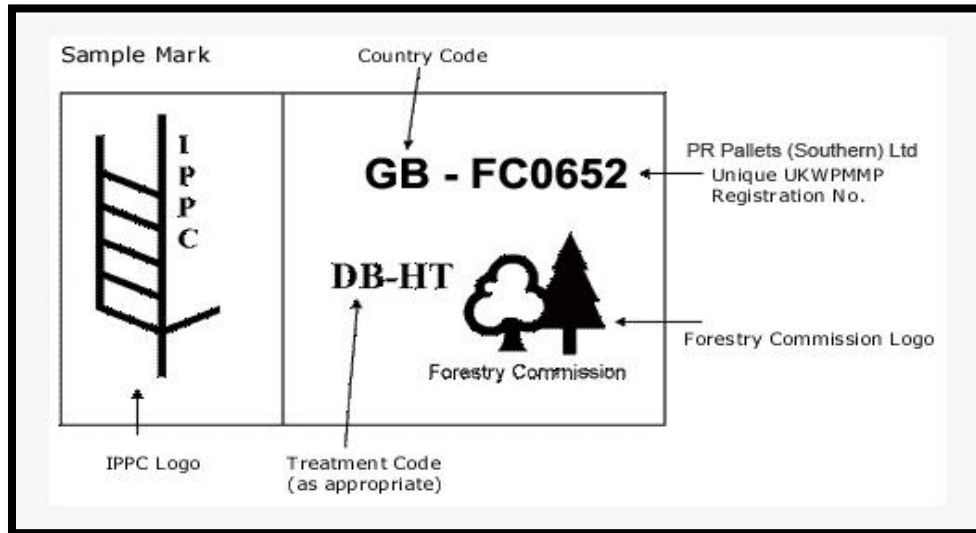 Sample Mark
Country Code
I
P
P
C
GB - FC0652
PR Pallets (Southern) Ltd
Unique UKWPMMP
Registration No.
DB-HT
Forestry Commission
Forestry Commission Logo
IPPC Logo
Treatment Code
(as appropriate)